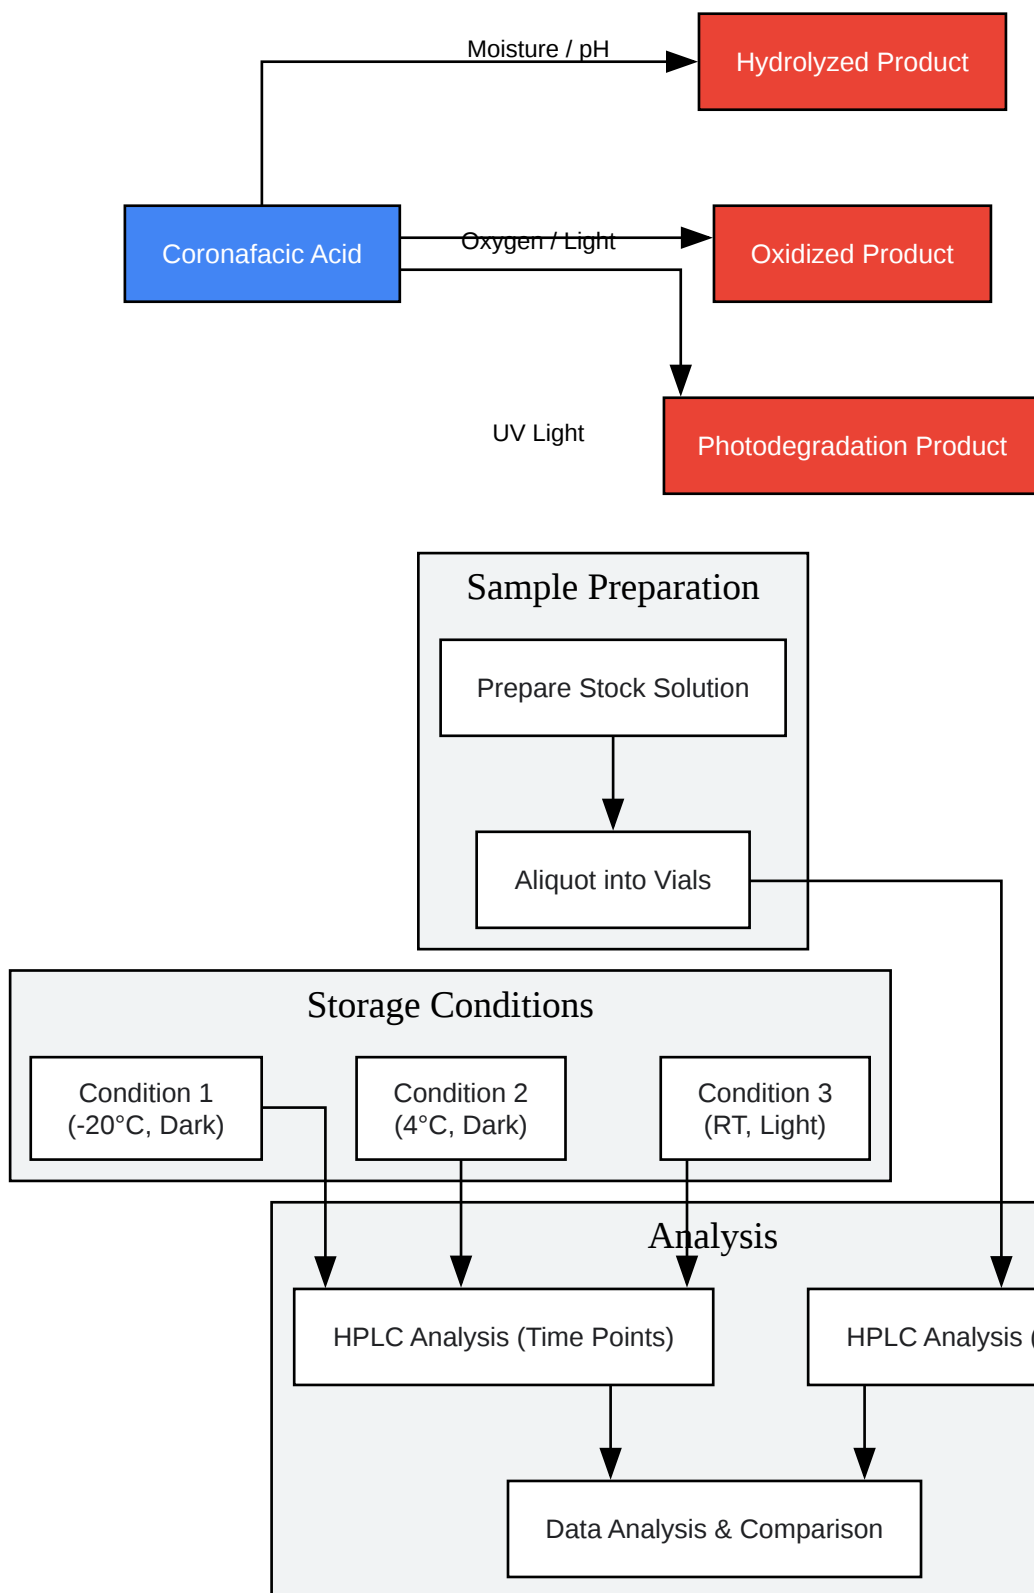 Moisture / pH
Hydrolyzed Product
Coronafacic Acid
Oxygen / Light
Oxidized Product
UV Light
Photodegradation Product
Sample Preparation
Prepare Stock Solution
Aliquot into Vials
Storage Conditions
Condition 1
(-20°C, Dark)
Condition 2
(4°C, Dark)
Condition 3
(RT, Light)
Analysis
HPLC Analysis (Time Points)
HPLC Analysis (
Data Analysis & Comparison